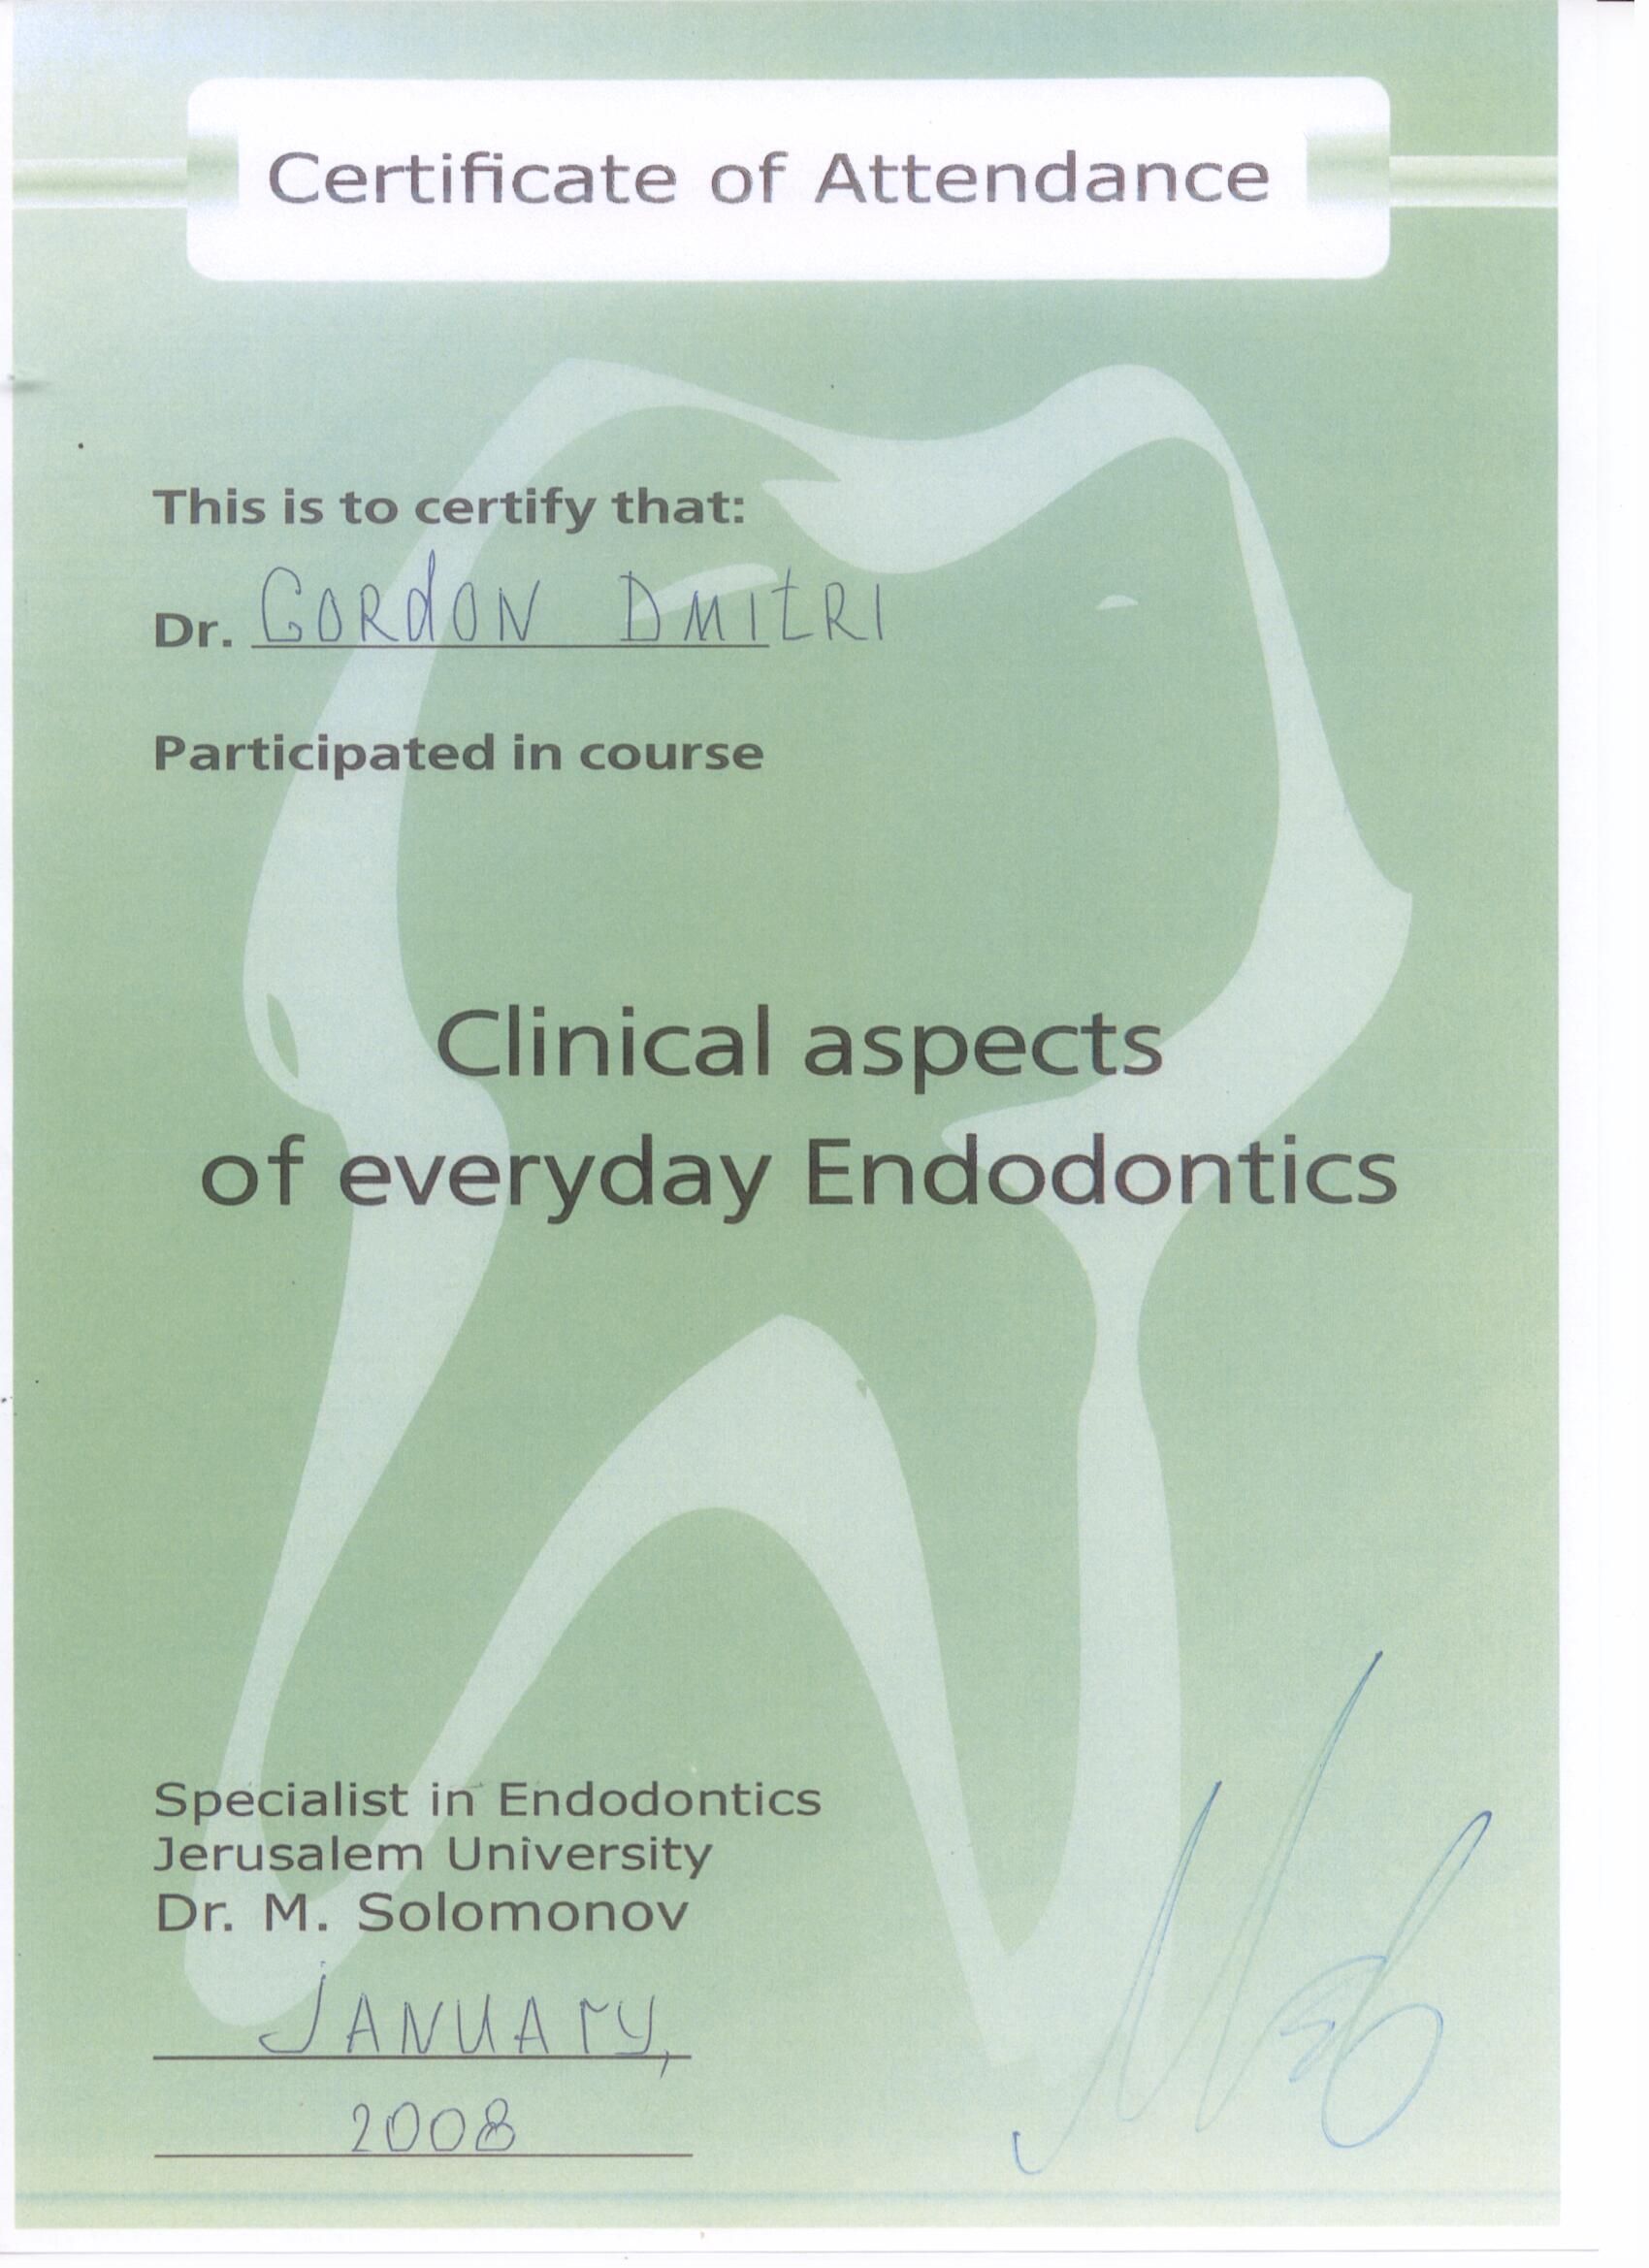 Certificate of Attendance
This is to certify that:
Dr. GORdON DMItRI
Participated in course
Clinical aspects
of everyday Endodontics
Specialist in Endodontics
Jerusalem University
Dr. M. Solomonov
JANUArY,
2008